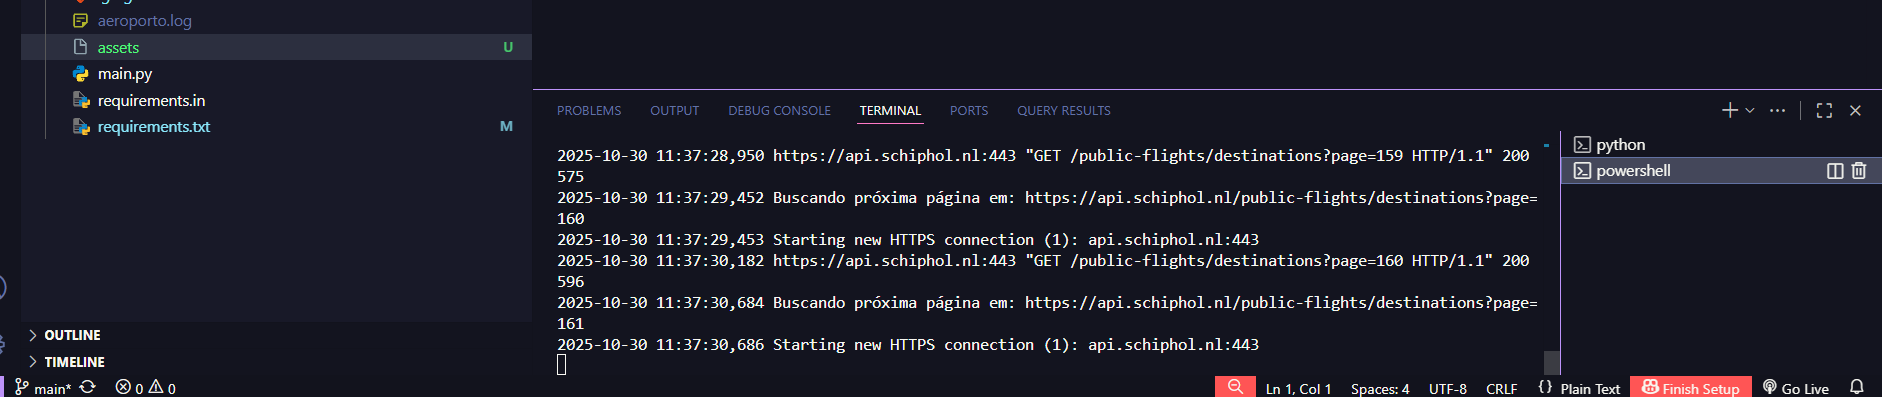 aeroporto.log
assets U
main.py
requirements.in
requirements.txt M
OUTLINE
TIMELINE
PROBLEMS OUTPUT DEBUG CONSOLE TERMINAL PORTS QUERY RESULTS
2025-10-30 11:37:28,950 https://api.schiphol.nl:443 "GET /public-flights/destinations?page=159 HTTP/1.1" 200
575
2025-10-30 11:37:29,452 Buscando próxima página em: https://api.schiphol.nl/public-flights/destinations?page=
160
2025-10-30 11:37:29,453 Starting new HTTPS connection (1): api.schiphol.nl:443
2025-10-30 11:37:30,182 https://api.schiphol.nl:443 "GET /public-flights/destinations?page=160 HTTP/1.1" 200
596
2025-10-30 11:37:30,684 Buscando próxima página em: https://api.schiphol.nl/public-flights/destinations?page=
161
2025-10-30 11:37:30,686 Starting new HTTPS connection (1): api.schiphol.nl:443
python
powershell
main* 0 0 Ln 1, Col 1 Spaces: 4 UTF-8 CRLF {} Plain Text Finish Setup Go Live